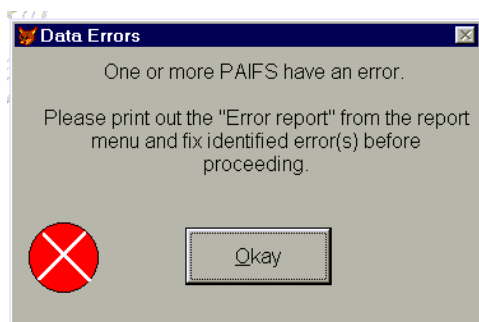 Data Errors
One or more PAIFS have an error.
Please print out the "Error report" from the report
menu and fix identified error(s) before
proceeding.
Okay